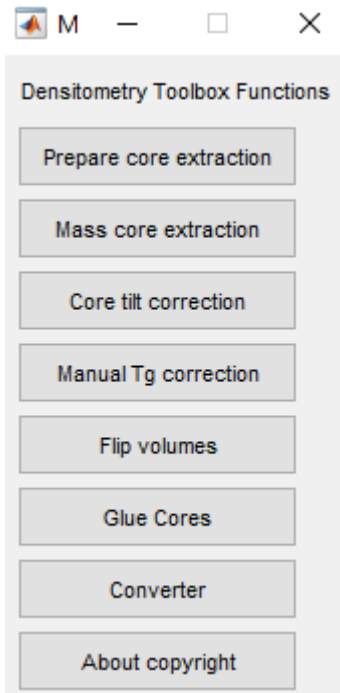 M
Densitometry Toolbox Functions
Prepare core extraction
Mass core extraction
Core tilt correction
Manual Tg correction
Flip volumes
Glue Cores
Converter
About copyright